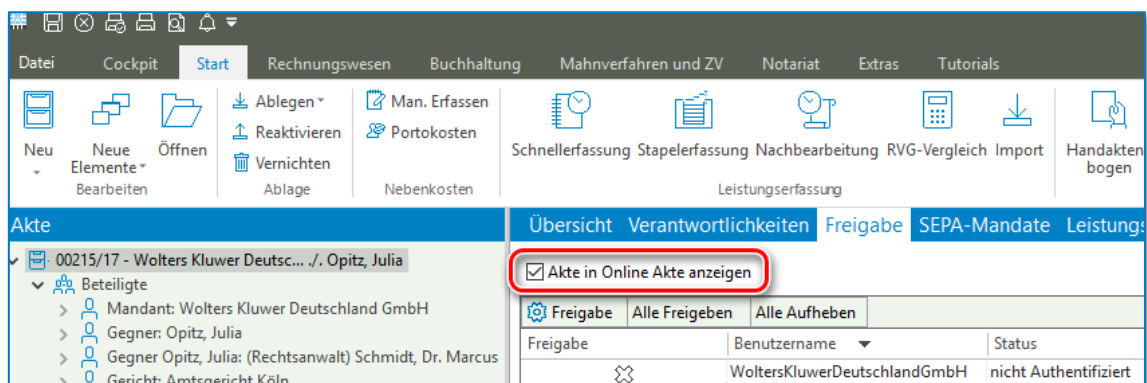 Datei Cockpit Start Rechnungswesen Buchhaltung Mahnverfahren und ZV Notariat Extras Tutorials
Neu
Neue Elemente
Öffnen
Bearbeiten
Ablegen
Reaktivieren
Vernichten
Ablage
Man. Erfassen
Portokosten
Nebenkosten
Schnellerfassung Stapelerfassung Nachbearbeitung RVG-Vergleich Import
Leistungserfassung
Handakten
bogen
Akte
00215/17 - Wolters Kluwer Deutsc... ./. Opitz, Julia
Beteiligte
Mandant: Wolters Kluwer Deutschland GmbH
Gegner: Opitz, Julia
Gegner Opitz, Julia: (Rechtsanwalt) Schmidt, Dr. Marcus
Gericht: Amtsgericht Köln
Übersicht Verantwortlichkeiten Freigabe SEPA-Mandate Leistungs
Akte in Online Akte anzeigen
Freigabe Alle Freigeben Alle Aufheben
Freigabe Benutzername Status
WoltersKluwerDeutschlandGmbH nicht Authentifiziert